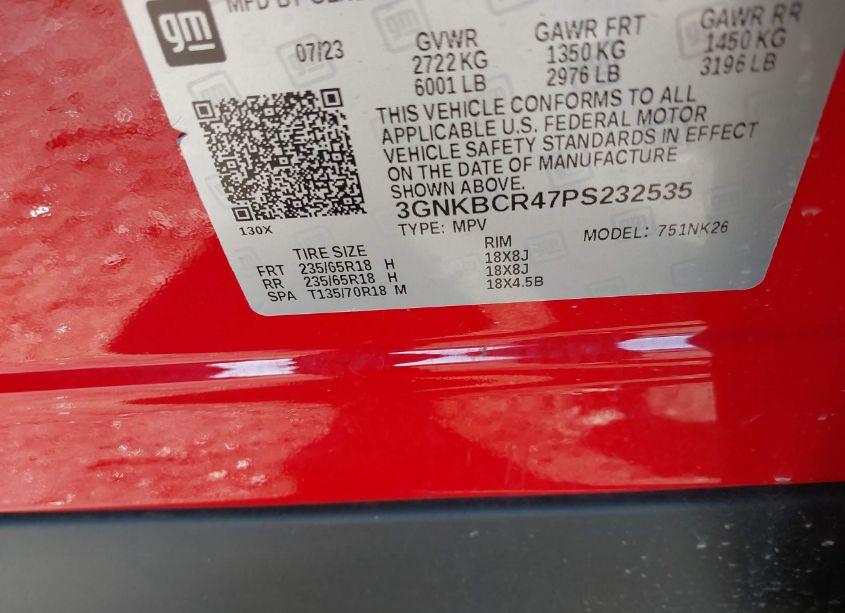 gm
MFD BY
07/23
GVWR
2722 KG
6001 LB
GAWR FRT
1350 KG
2976 LB
GAWR RR
1450 KG
3196 LB
THIS VEHICLE CONFORMS TO ALL
APPLICABLE U.S. FEDERAL MOTOR
VEHICLE SAFETY STANDARDS IN EFFECT
ON THE DATE OF MANUFACTURE
SHOWN ABOVE.
3GNKBCR47PS232535
TYPE: MPV
MODEL: 751NK26
130X
TIRE SIZE
RIM
FRT 235/65R18 H 18X8J
RR 235/65R18 H 18X8J
SPA T135/70R18 M 18X4.5B